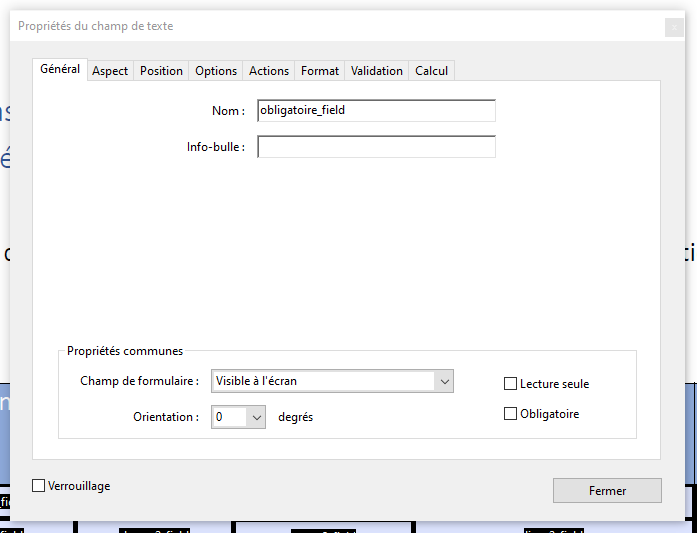 Propriétés du champ de texte
x
Général Aspect Position Options Actions Format Validation Calcul
Nom : obligatoire_field
Info-bulle :
Propriétés communes
Champ de formulaire : Visible à l'écran
Lecture seule
Orientation : 0 degrés
Obligatoire
Verrouillage
Fermer